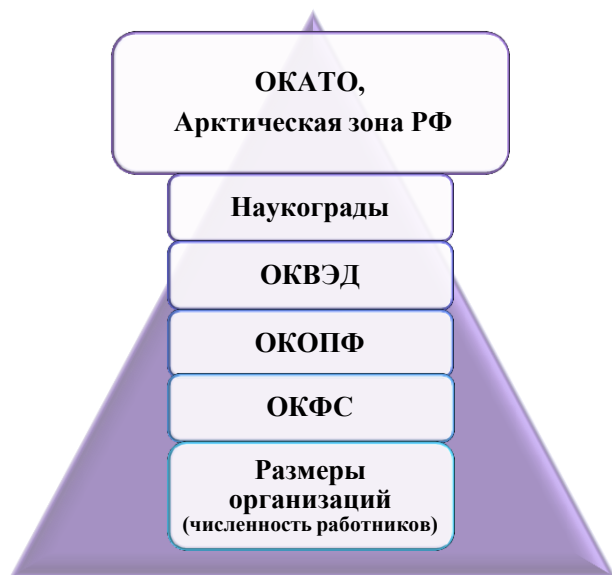 ОКАТО,
Арктическая зона РФ
Наукограды
ОКВЭД
ОКОПФ
ОКФС
Размеры
организаций
(численность работников)